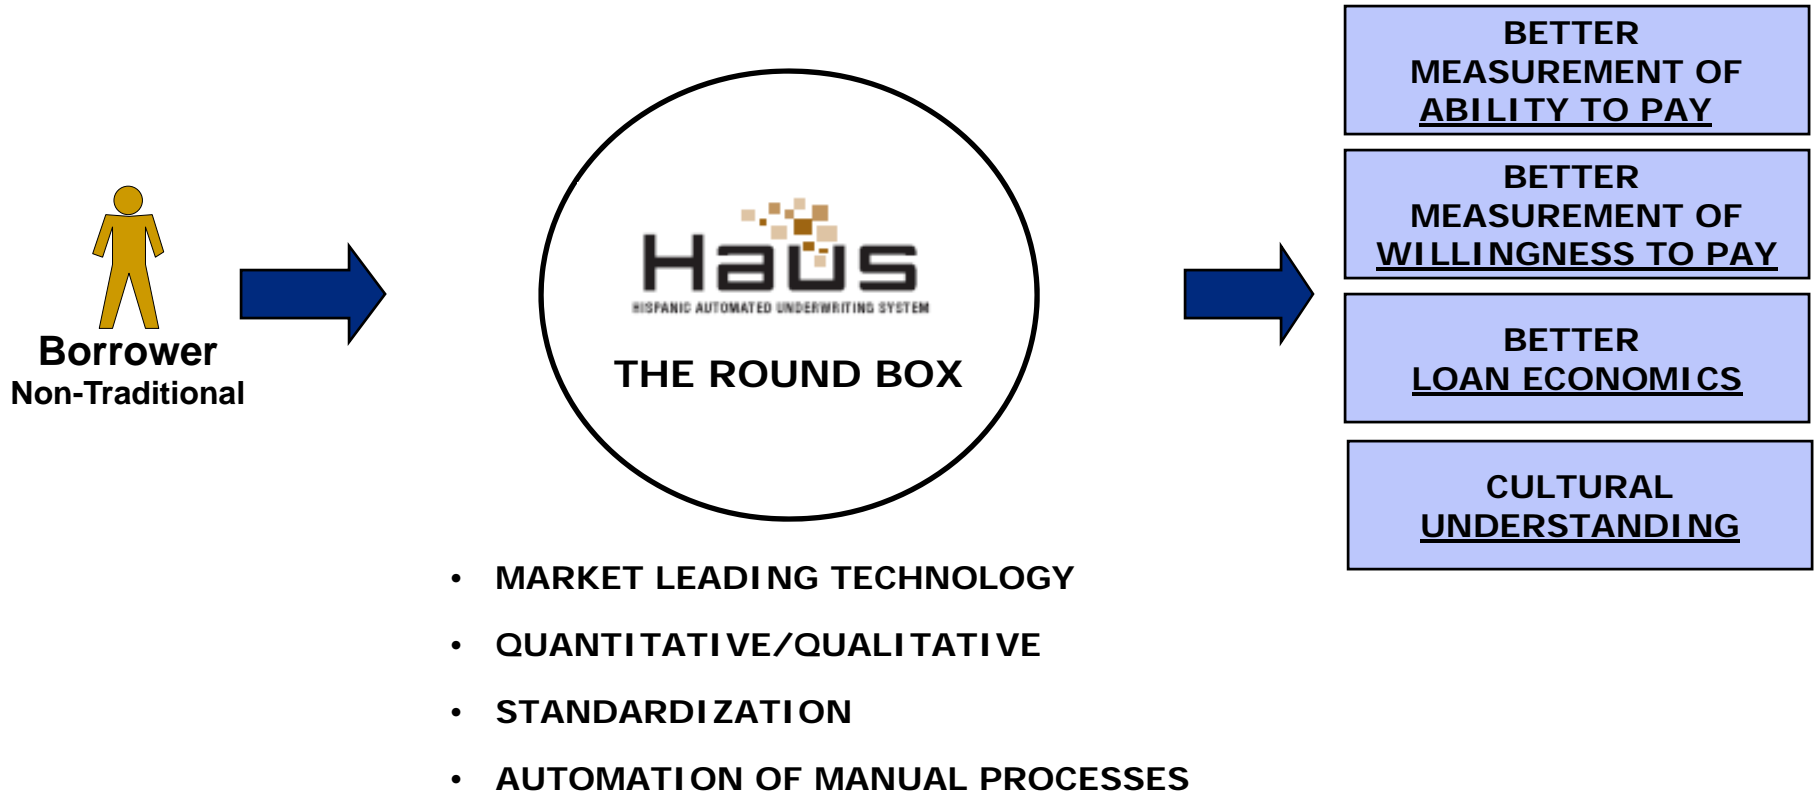 Borrower
Non-Traditional
Haus
HISPANIC AUTOMATED UNDERWRITING SYSTEM
THE ROUND BOX
• MARKET LEADING TECHNOLOGY
• QUANTITATIVE/QUALITATIVE
• STANDARDIZATION
• AUTOMATION OF MANUAL PROCESSES
BETTER
MEASUREMENT OF
ABILITY TO PAY
BETTER
MEASUREMENT OF
WILLINGNESS TO PAY
BETTER
LOAN ECONOMICS
CULTURAL
UNDERSTANDING